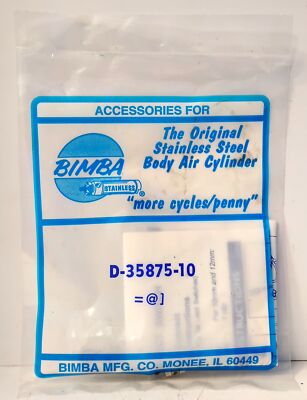 ACCESSORIES FOR
BIMBA
STAINLESS
®
The Original
Stainless Steel
Body Air Cylinder
"more cycles/penny"
D-35875-10
=@]
BIMBA MFG. CO. MONEE, IL 60449